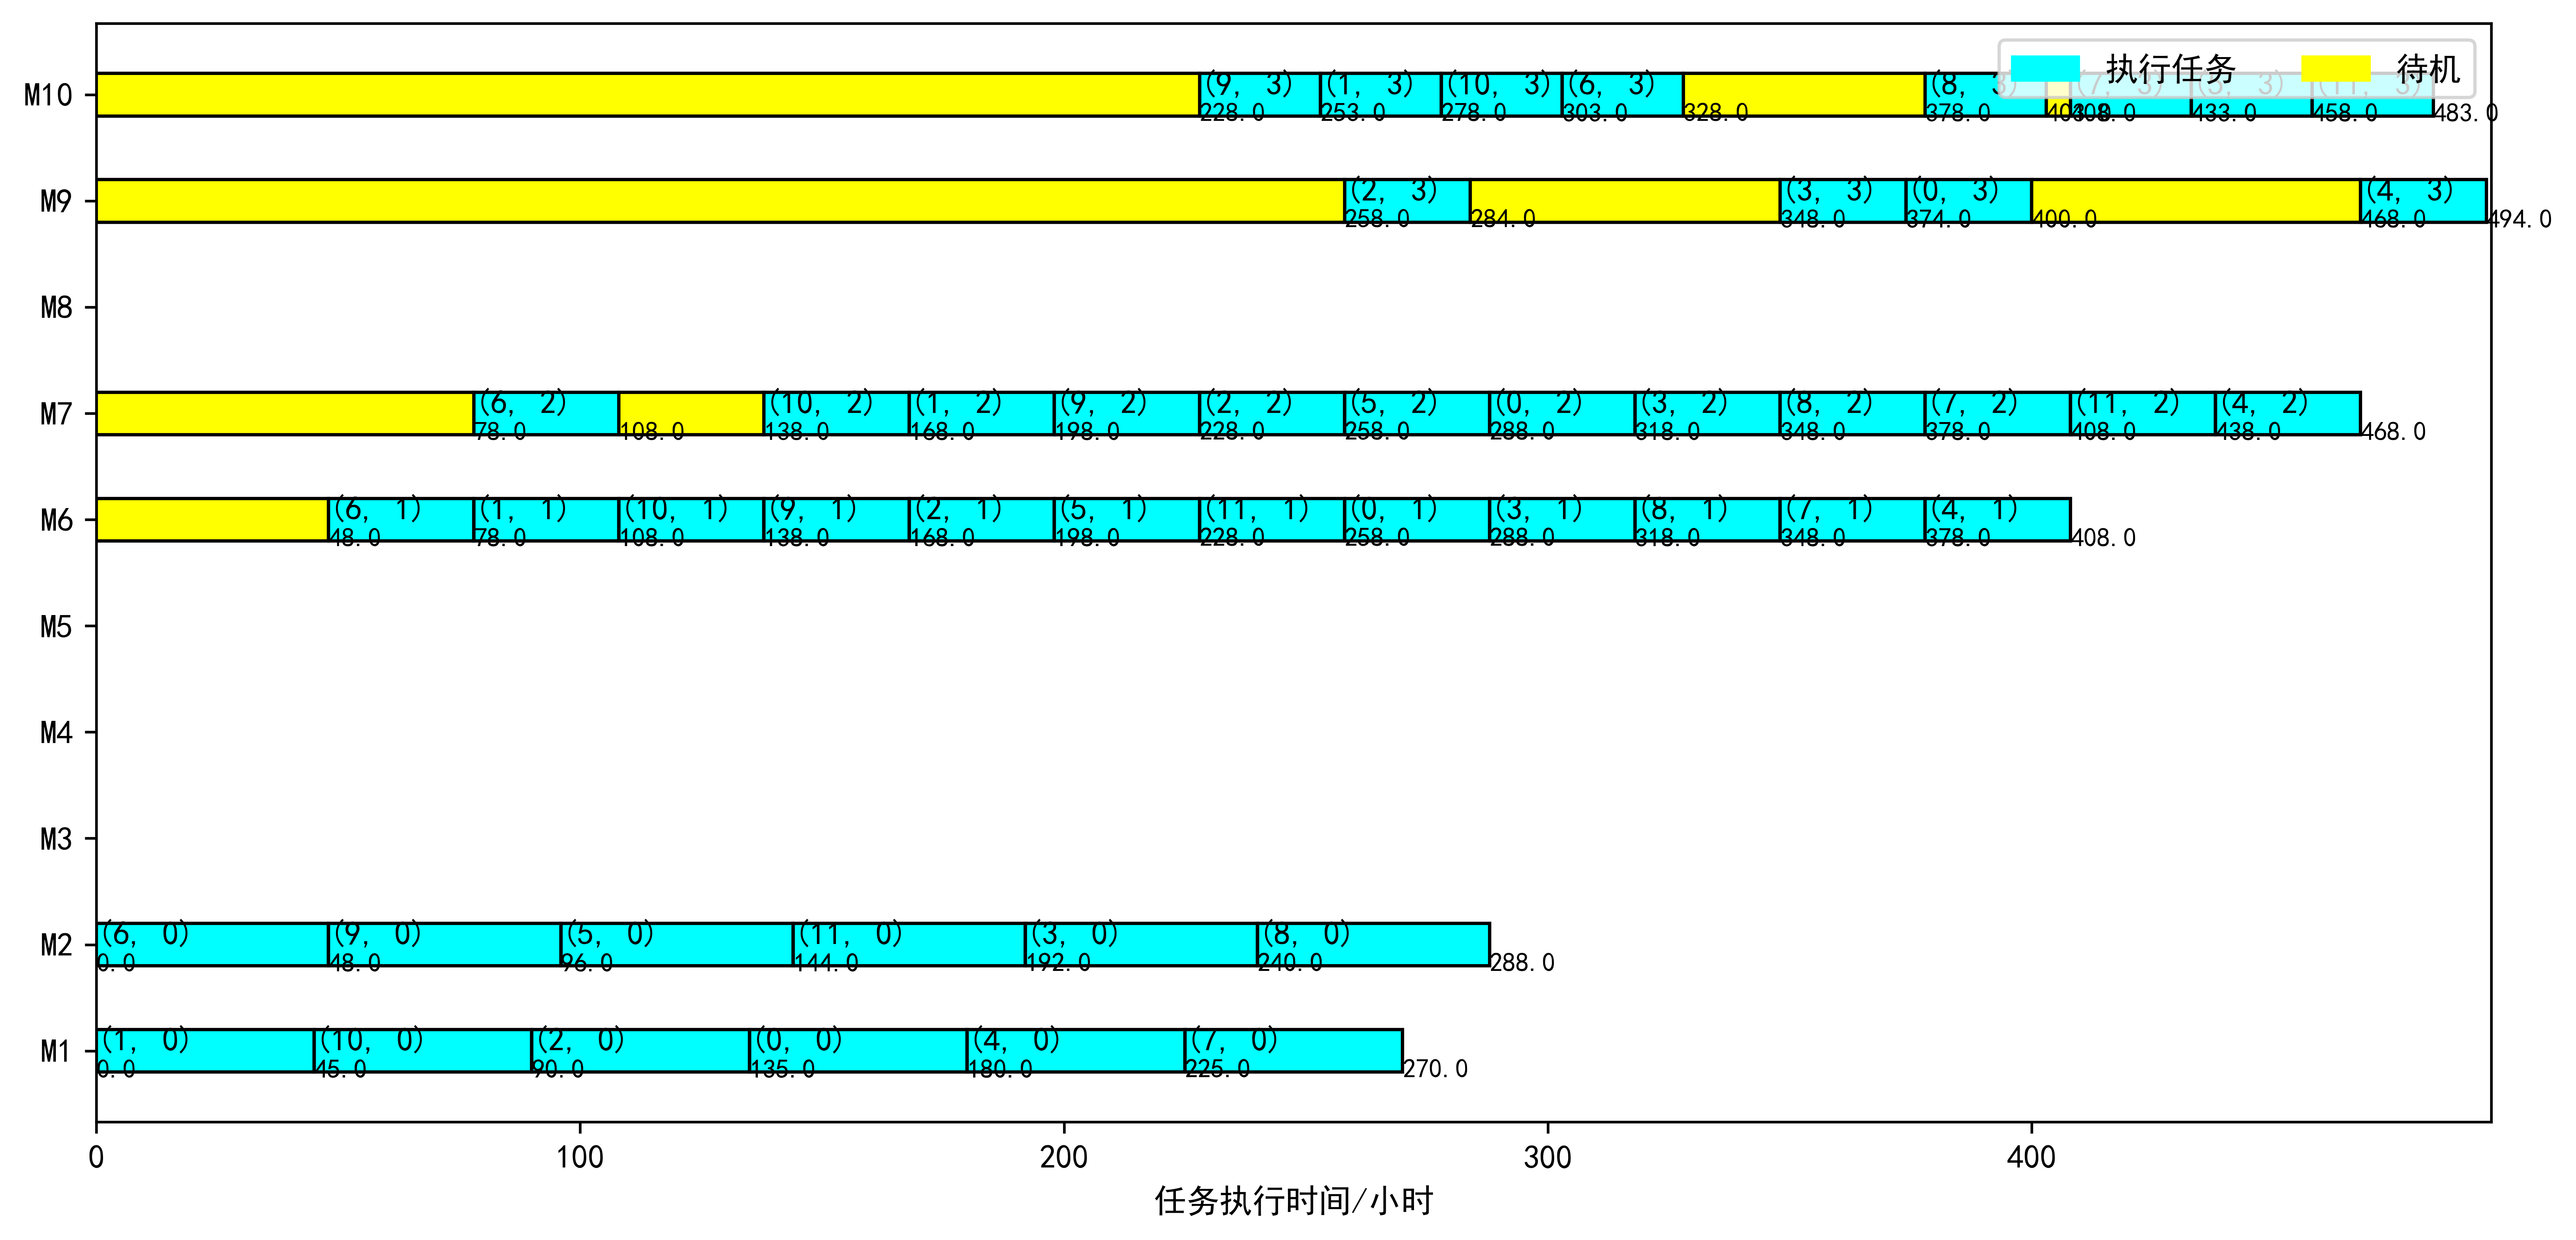 执行任务 待机
M10 (9, 3) (1, 3) (10, 3) (6, 3) (8, 3) (7, 3) (5, 3) (11, 3)
228.0 253.0 278.0 303.0 328.0 378.0 403.0 408.0 433.0 458.0 483.0
M9 (2, 3) (3, 3) (0, 3) (4, 3)
258.0 284.0 348.0 374.0 400.0 468.0 494.0
M8
M7 (6, 2) (10, 2) (1, 2) (9, 2) (2, 2) (5, 2) (0, 2) (3, 2) (8, 2) (7, 2) (11, 2) (4, 2)
78.0 108.0 138.0 168.0 198.0 228.0 258.0 288.0 318.0 348.0 378.0 408.0 438.0 468.0
M6 (6, 1) (1, 1) (10, 1) (9, 1) (2, 1) (5, 1) (11, 1) (0, 1) (3, 1) (8, 1) (7, 1) (4, 1)
48.0 78.0 108.0 138.0 168.0 198.0 228.0 258.0 288.0 318.0 348.0 378.0 408.0
M5
M4
M3
M2 (6, 0) (9, 0) (5, 0) (11, 0) (3, 0) (8, 0)
0.0 48.0 96.0 144.0 192.0 240.0 288.0
M1 (1, 0) (10, 0) (2, 0) (0, 0) (4, 0) (7, 0)
0.0 45.0 90.0 135.0 180.0 225.0 270.0
0 100 200 300 400
任务执行时间/小时